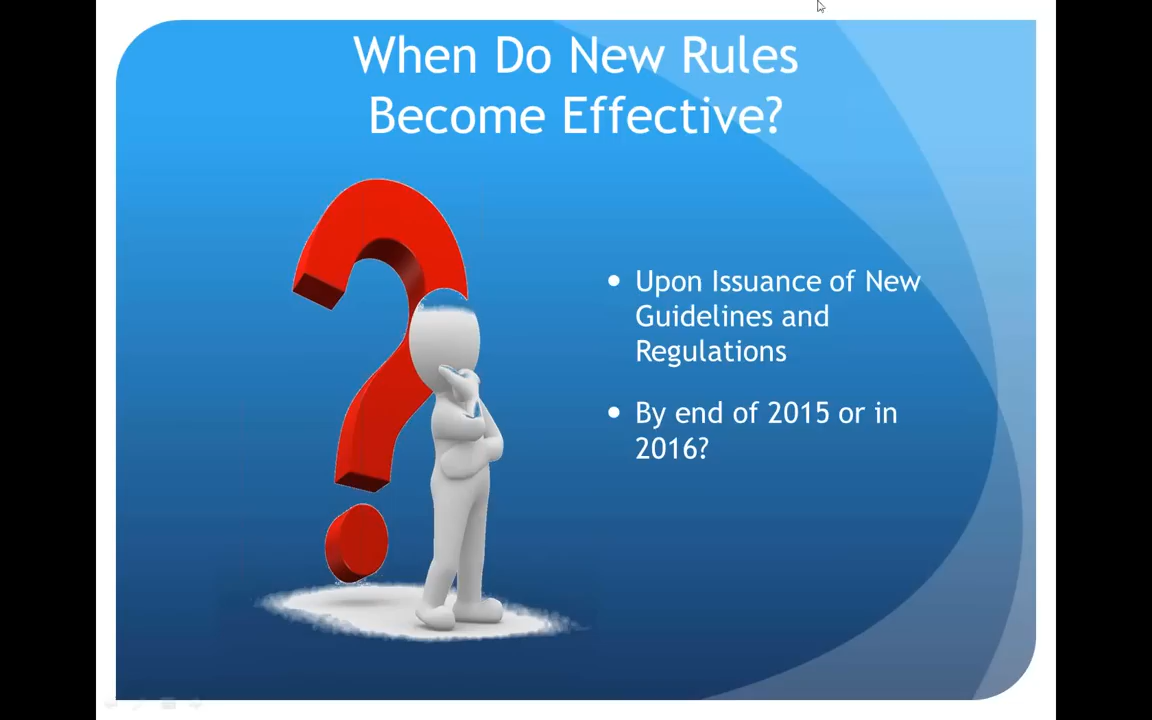 When Do New Rules
Become Effective?
• Upon Issuance of New
Guidelines and
Regulations
• By end of 2015 or in
2016?